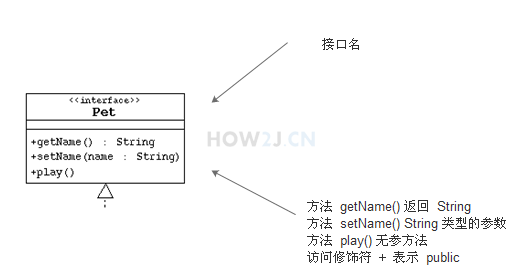 接口名
<<interface>>
Pet
+getName() : String
+setName(name : String)
+play()
HOW2J.CN
方法 getName() 返回 String
方法 setName() String 类型的参数
方法 play() 无参方法
访问修饰符 + 表示 public